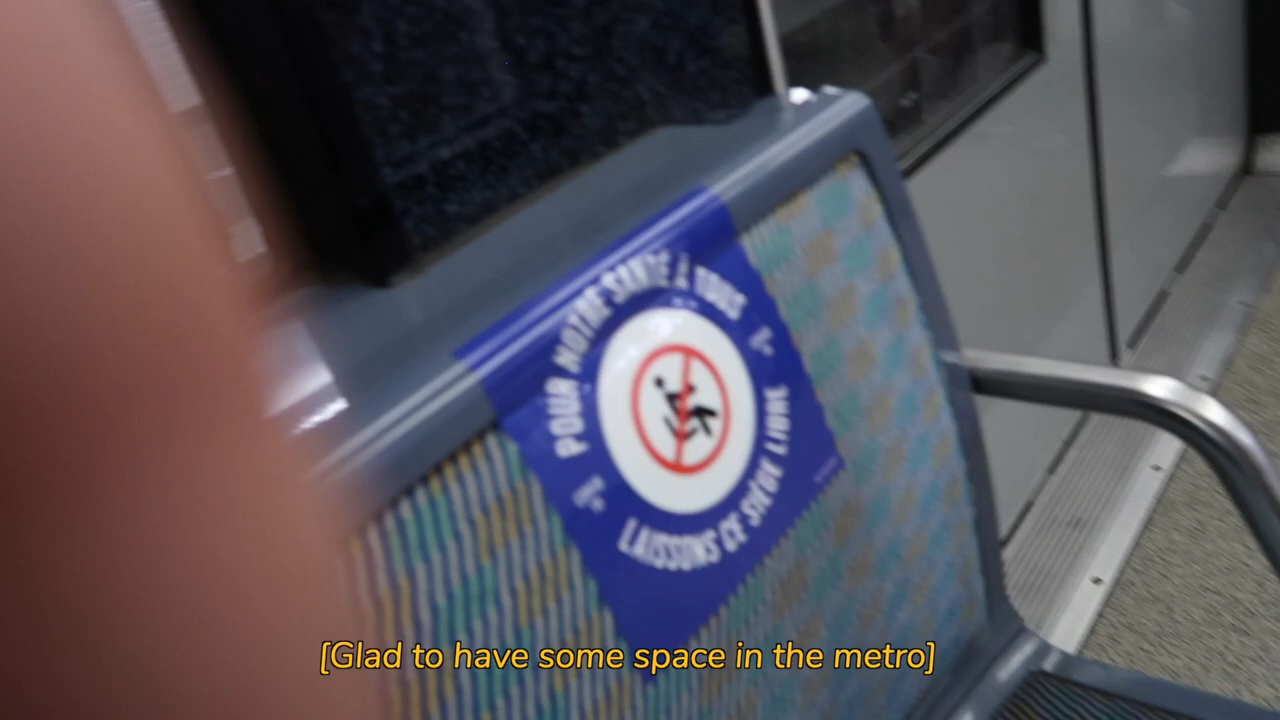 POUR NOTRE SANTÉ À TOUS
LAISSONS CE SIÈGE LIBRE
[Glad to have some space in the metro]